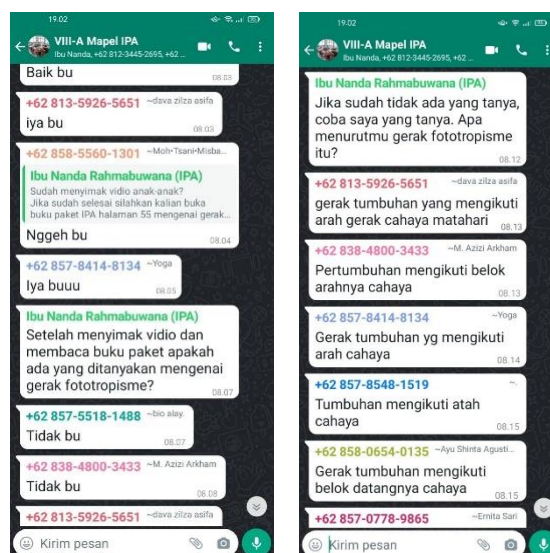 19.02
VIII-A Mapel IPA
Ibu Nanda, +62 812-3445-2695, +62 ...
Baik bu
08.03
+62 813-5926-5651 ~dava zilza asifa
iya bu
08.03
+62 858-5560-1301 ~Moh•Tsani•Misba...
Ibu Nanda Rahmabuwana (IPA)
Sudah menyimak vidio anak-anak?
Jika sudah selesai silahkan kalian buka
buku paket IPA halaman 55 mengenai gerak...
Nggeh bu
08.04
+62 857-8414-8134 ~Yoga
Iya buuu
08.05
Ibu Nanda Rahmabuwana (IPA)
Setelah menyimak vidio dan
membaca buku paket apakah
ada yang ditanyakan mengenai
gerak fototropisme?
08.07
+62 857-5518-1488 ~bio alay.
Tidak bu
08.07
+62 838-4800-3433 ~M. Azizi Arkham
Tidak bu
08.08
+62 813-5926-5651 ~dava zilza asifa
Kirim pesan
19.02
VIII-A Mapel IPA
Ibu Nanda, +62 812-3445-2695, +62 ...
Ibu Nanda Rahmabuwana (IPA)
Jika sudah tidak ada yang tanya,
coba saya yang tanya. Apa
menurutmu gerak fototropisme
itu?
08.12
+62 813-5926-5651 ~dava zilza asifa
gerak tumbuhan yang mengikuti
arah gerak cahaya matahari
08.13
+62 838-4800-3433 ~M. Azizi Arkham
Pertumbuhan mengikuti belok
arahnya cahaya
08.13
+62 857-8414-8134 ~Yoga
Gerak tumbuhan yg mengikuti
arah cahaya
08.14
+62 857-8548-1519 ~.
Tumbuhan mengikuti atah
cahaya
08.15
+62 858-0654-0135 ~Ayu Shinta Agusti...
Gerak tumbuhan mengikuti
belok datangnya cahaya
08.15
+62 857-0778-9865 ~Ernita Sari
Kirim pesan